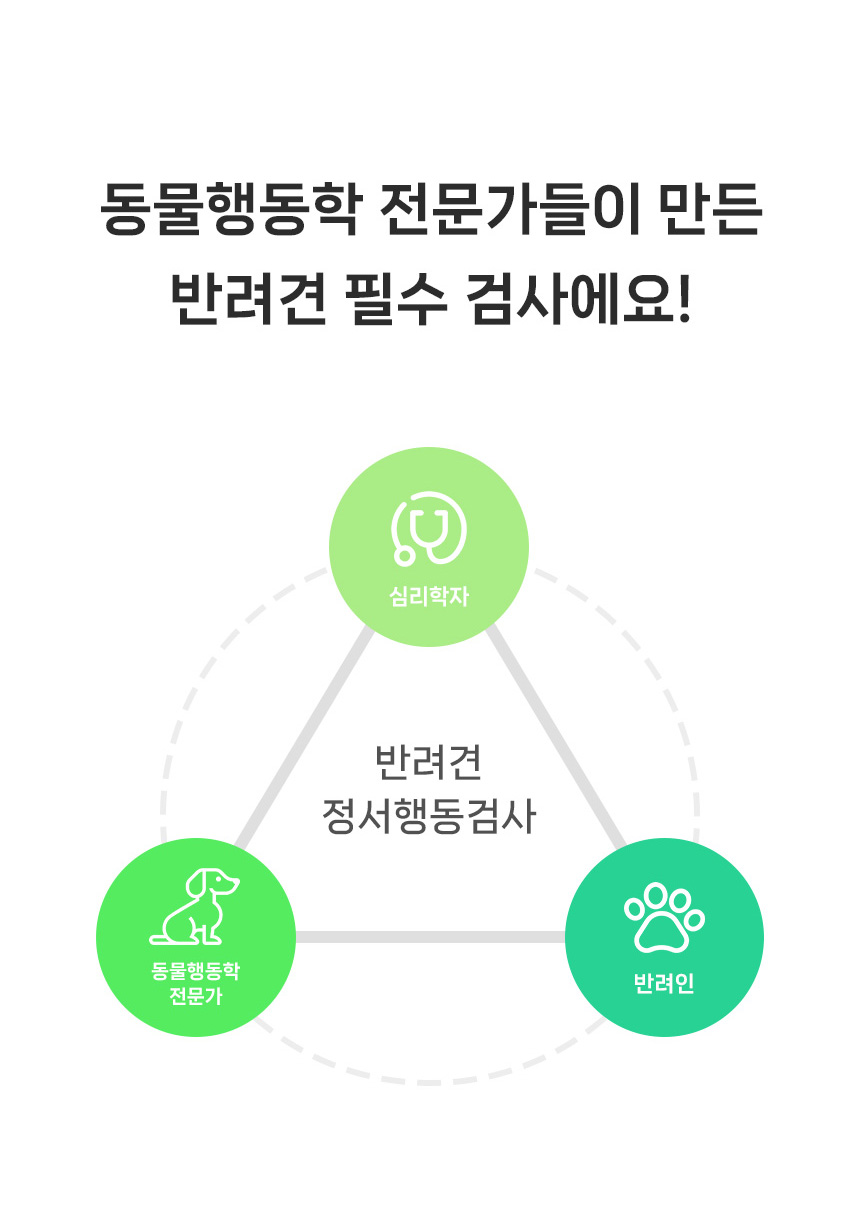 동물행동학 전문가들이 만든
반려견 필수 검사에요!
심리학자
반려견
정서행동검사
동물행동학
전문가
반려인